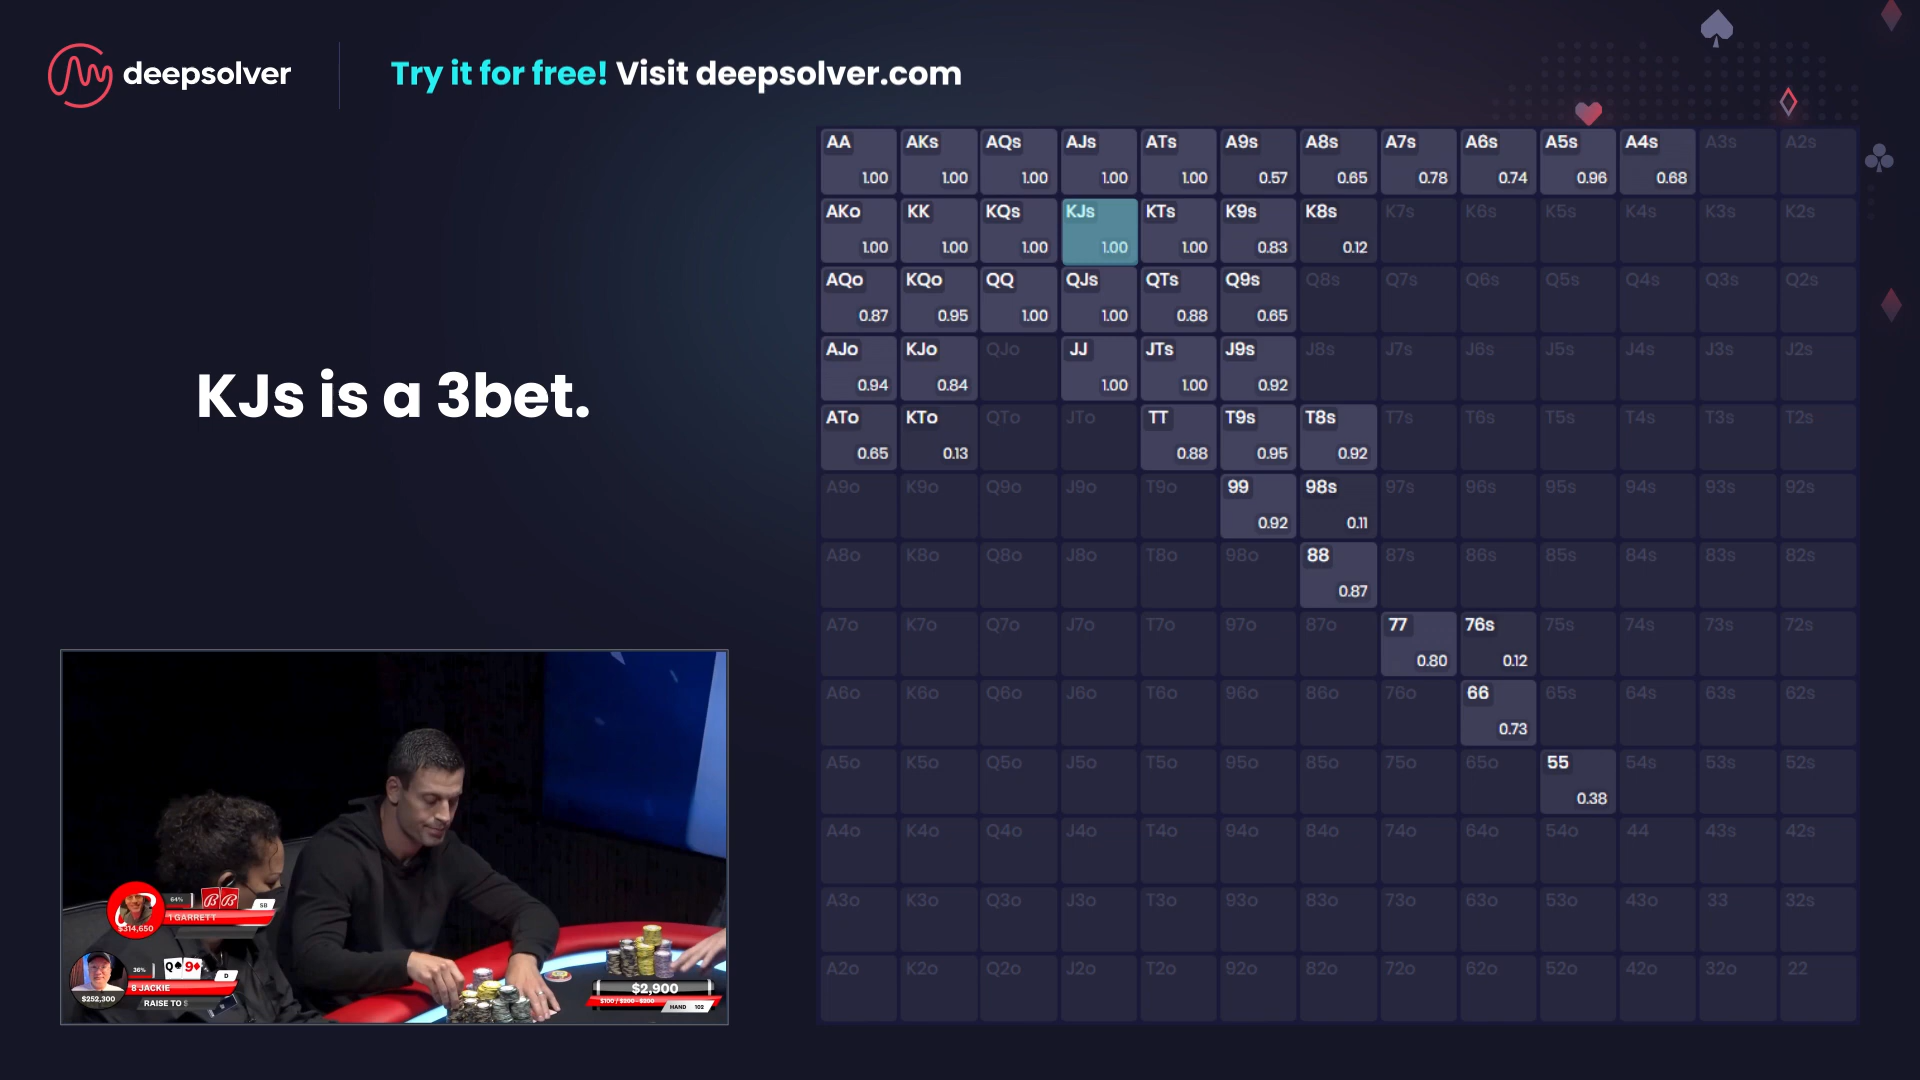 deepsolver
Try it for free! Visit deepsolver.com
AA AKs AQs AJs ATs A9s A8s A7s A6s A5s A4s A3s A2s
1.00 1.00 1.00 1.00 1.00 0.57 0.65 0.78 0.74 0.96 0.68
AKo KK KQs KJs KTs K9s K8s K7s K6s K5s K4s K3s K2s
1.00 1.00 1.00 1.00 1.00 0.83 0.12
AQo KQo QQ QJs QTs Q9s Q8s Q7s Q6s Q5s Q4s Q3s Q2s
0.87 0.95 1.00 1.00 0.88 0.65
AJo KJo QJo JJ JTs J9s J8s J7s J6s J5s J4s J3s J2s
0.94 0.84 1.00 1.00 0.92
KJs is a 3bet.
ATo KTo QTo JTo TT T9s T8s T7s T6s T5s T4s T3s T2s
0.65 0.13 0.88 0.95 0.92
A9o K9o Q9o J9o T9o 99 98s 97s 96s 95s 94s 93s 92s
0.92 0.11
A8o K8o Q8o J8o T8o 98o 88 87s 86s 85s 84s 83s 82s
0.87
A7o K7o Q7o J7o T7o 97o 87o 77 76s 75s 74s 73s 72s
0.80 0.12
A6o K6o Q6o J6o T6o 96o 86o 76o 66 65s 64s 63s 62s
0.73
A5o K5o Q5o J5o T5o 95o 85o 75o 65o 55 54s 53s 52s
0.38
A4o K4o Q4o J4o T4o 94o 84o 74o 64o 54o 44 43s 42s
A3o K3o Q3o J3o T3o 93o 83o 73o 63o 53o 43o 33 32s
A2o K2o Q2o J2o T2o 92o 82o 72o 62o 52o 42o 32o 22
64% B B SB
1 GARRETT
$314,650
36% Q♠ 9♦ D
8 JACKIE
$252,300
RAISE TO $
$2,900
$100 / $200 - $200
HAND 102